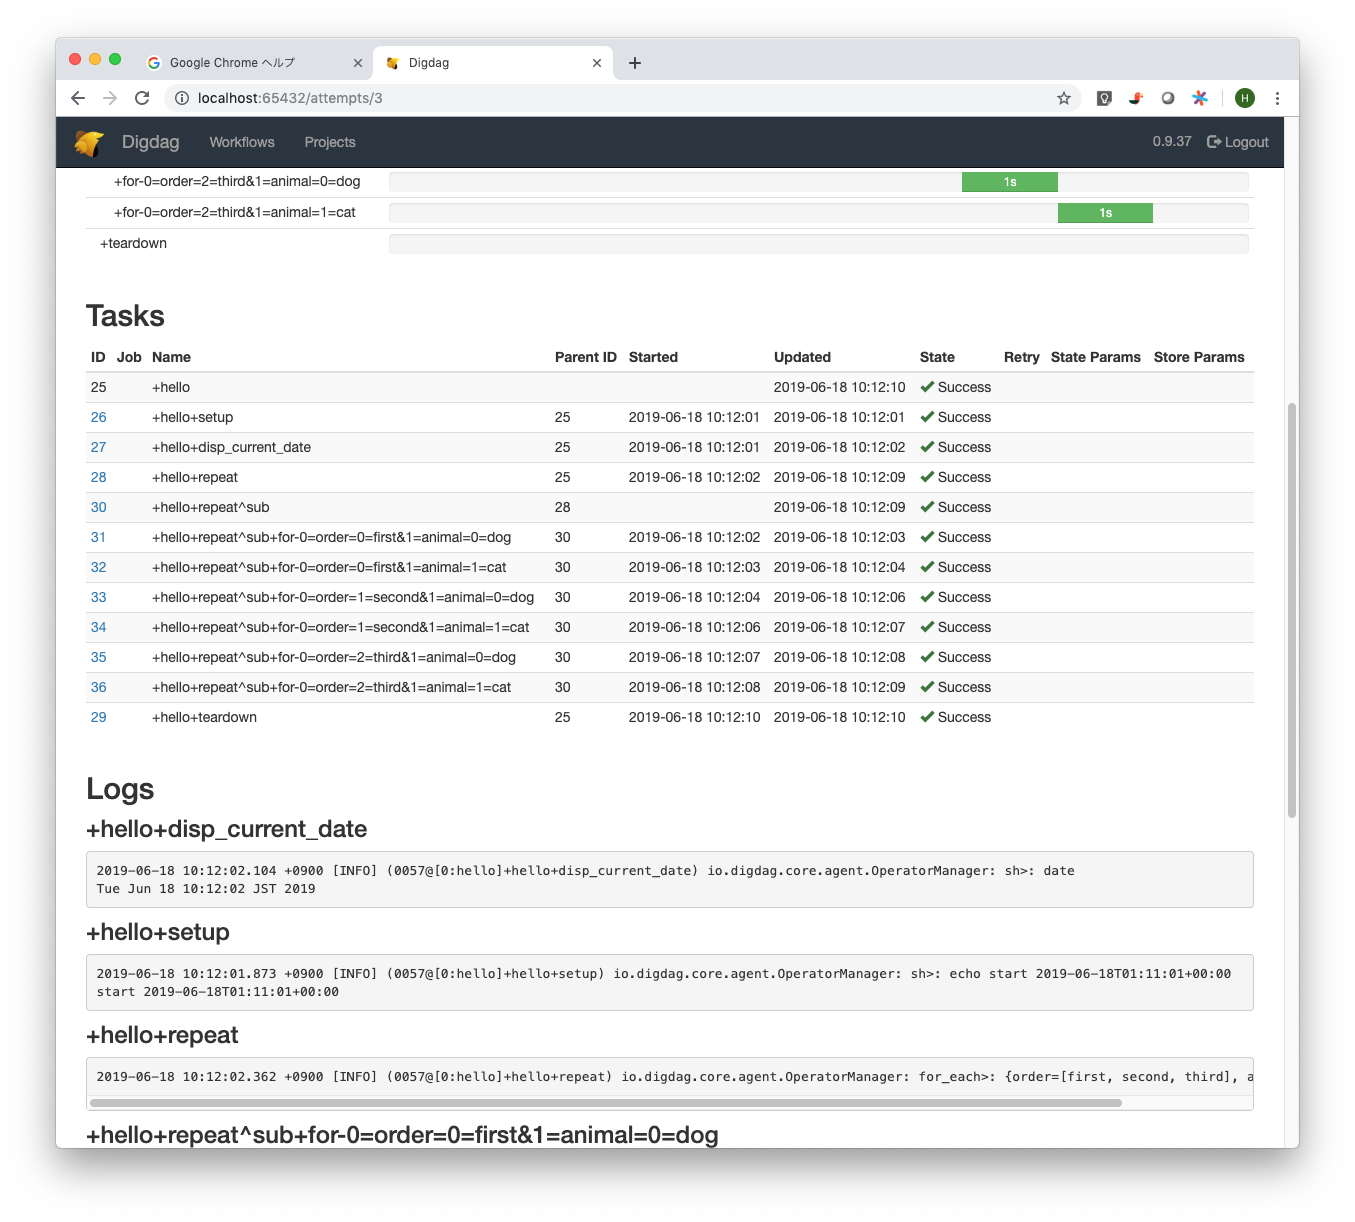 Google Chrome ヘルプ
Digdag
localhost:65432/attempts/3
H
Digdag Workflows Projects 0.9.37 Logout
+for-0=order=2=third&1=animal=0=dog 1s
+for-0=order=2=third&1=animal=1=cat 1s
+teardown
Tasks
ID Job Name Parent ID Started Updated State Retry State Params Store Params
25 +hello 2019-06-18 10:12:10 Success
26 +hello+setup 25 2019-06-18 10:12:01 2019-06-18 10:12:01 Success
27 +hello+disp_current_date 25 2019-06-18 10:12:01 2019-06-18 10:12:02 Success
28 +hello+repeat 25 2019-06-18 10:12:02 2019-06-18 10:12:09 Success
30 +hello+repeat^sub 28 2019-06-18 10:12:09 Success
31 +hello+repeat^sub+for-0=order=0=first&1=animal=0=dog 30 2019-06-18 10:12:02 2019-06-18 10:12:03 Success
32 +hello+repeat^sub+for-0=order=0=first&1=animal=1=cat 30 2019-06-18 10:12:03 2019-06-18 10:12:04 Success
33 +hello+repeat^sub+for-0=order=1=second&1=animal=0=dog 30 2019-06-18 10:12:04 2019-06-18 10:12:06 Success
34 +hello+repeat^sub+for-0=order=1=second&1=animal=1=cat 30 2019-06-18 10:12:06 2019-06-18 10:12:07 Success
35 +hello+repeat^sub+for-0=order=2=third&1=animal=0=dog 30 2019-06-18 10:12:07 2019-06-18 10:12:08 Success
36 +hello+repeat^sub+for-0=order=2=third&1=animal=1=cat 30 2019-06-18 10:12:08 2019-06-18 10:12:09 Success
29 +hello+teardown 25 2019-06-18 10:12:10 2019-06-18 10:12:10 Success
Logs
+hello+disp_current_date
2019-06-18 10:12:02.104 +0900 [INFO] (0057@[0:hello]+hello+disp_current_date) io.digdag.core.agent.OperatorManager: sh>: date
Tue Jun 18 10:12:02 JST 2019
+hello+setup
2019-06-18 10:12:01.873 +0900 [INFO] (0057@[0:hello]+hello+setup) io.digdag.core.agent.OperatorManager: sh>: echo start 2019-06-18T01:11:01+00:00
start 2019-06-18T01:11:01+00:00
+hello+repeat
2019-06-18 10:12:02.362 +0900 [INFO] (0057@[0:hello]+hello+repeat) io.digdag.core.agent.OperatorManager: for_each>: {order=[first, second, third], a
+hello+repeat^sub+for-0=order=0=first&1=animal=0=dog